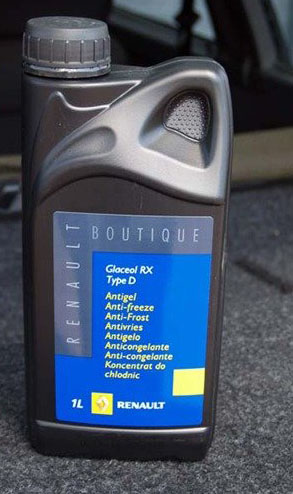 RENAULT
BOUTIQUE
Glaceol RX
Type D
Antigel
Anti-freeze
Anti-Frost
Antivries
Antigelo
Anticongelante
Anti-congelante
Koncentrat do
chlodnic
1L RENAULT